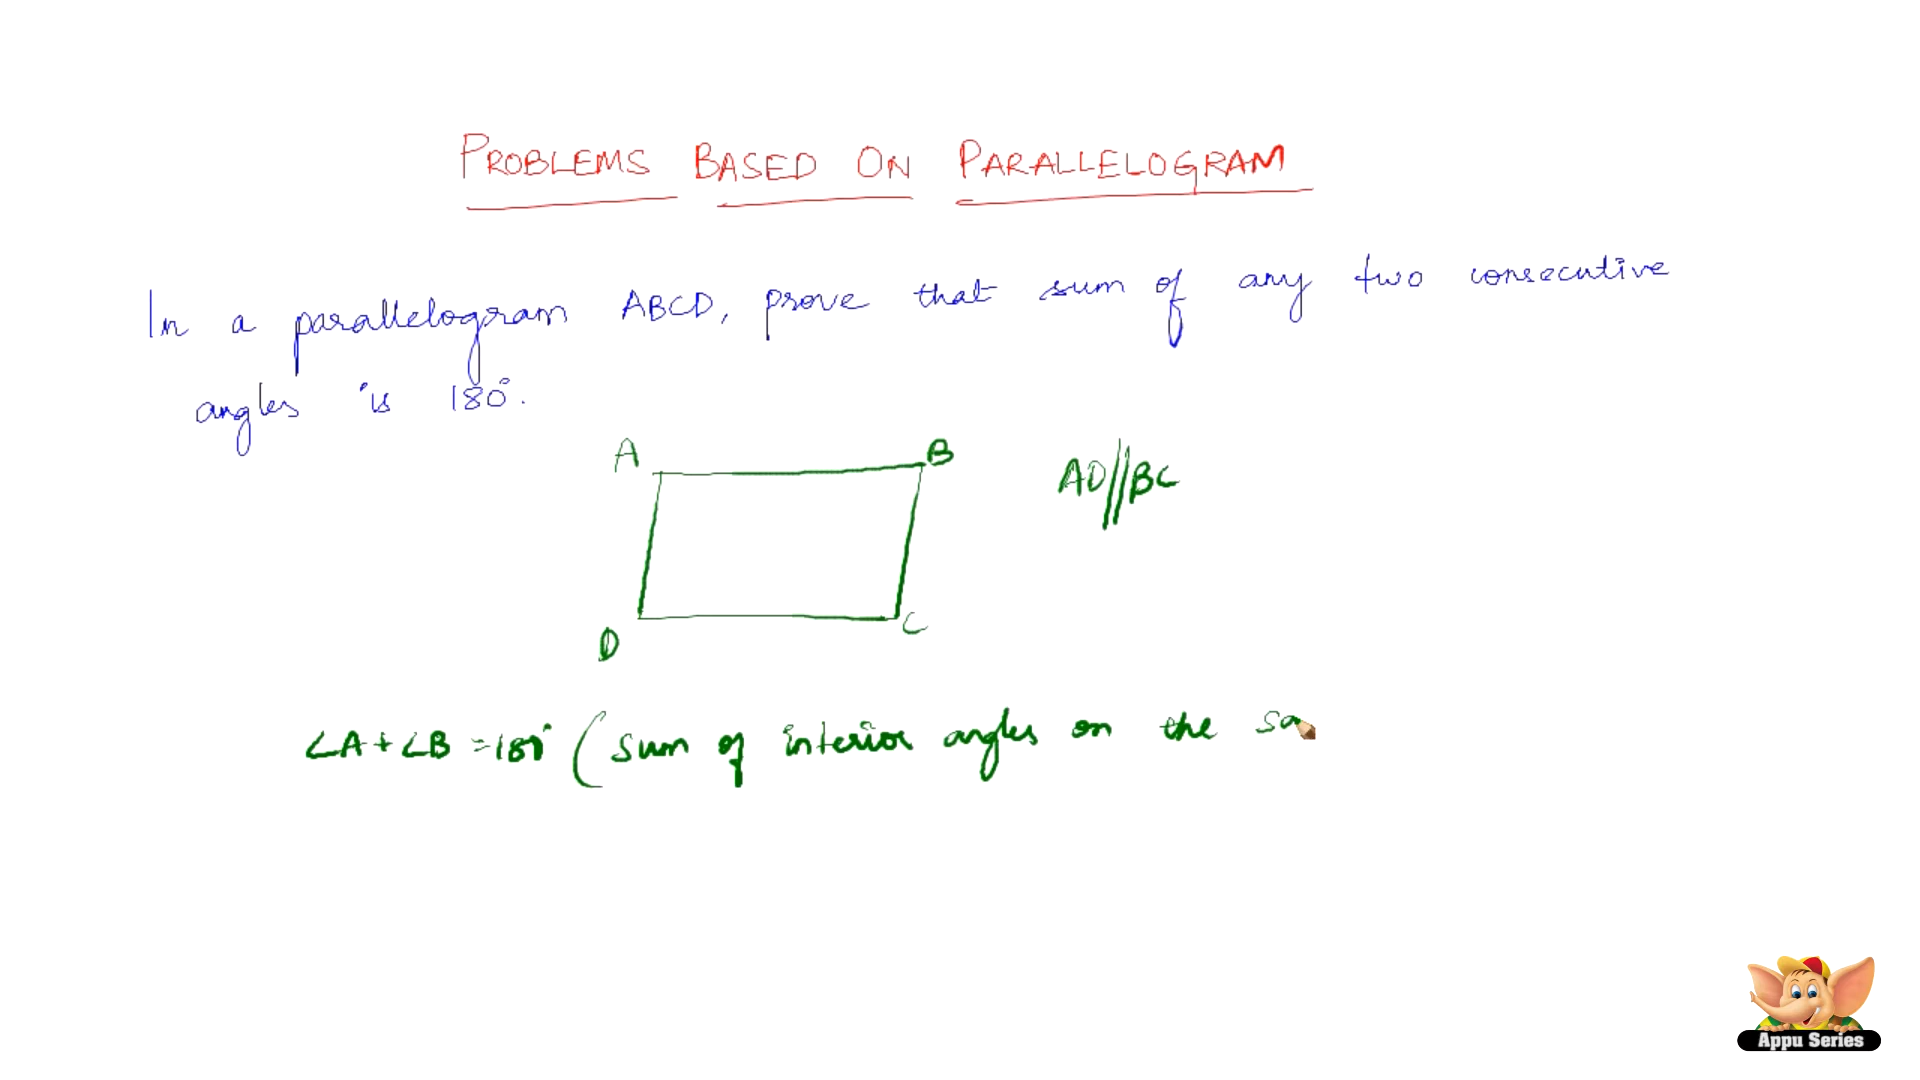 PROBLEMS BASED ON PARALLELOGRAM
In a parallelogram ABCD, prove that sum of any two consecutive
angles is 180°.
A B
AD//BC
D C
∠A+∠B =180° (sum of interior angles on the sa
Appu Series